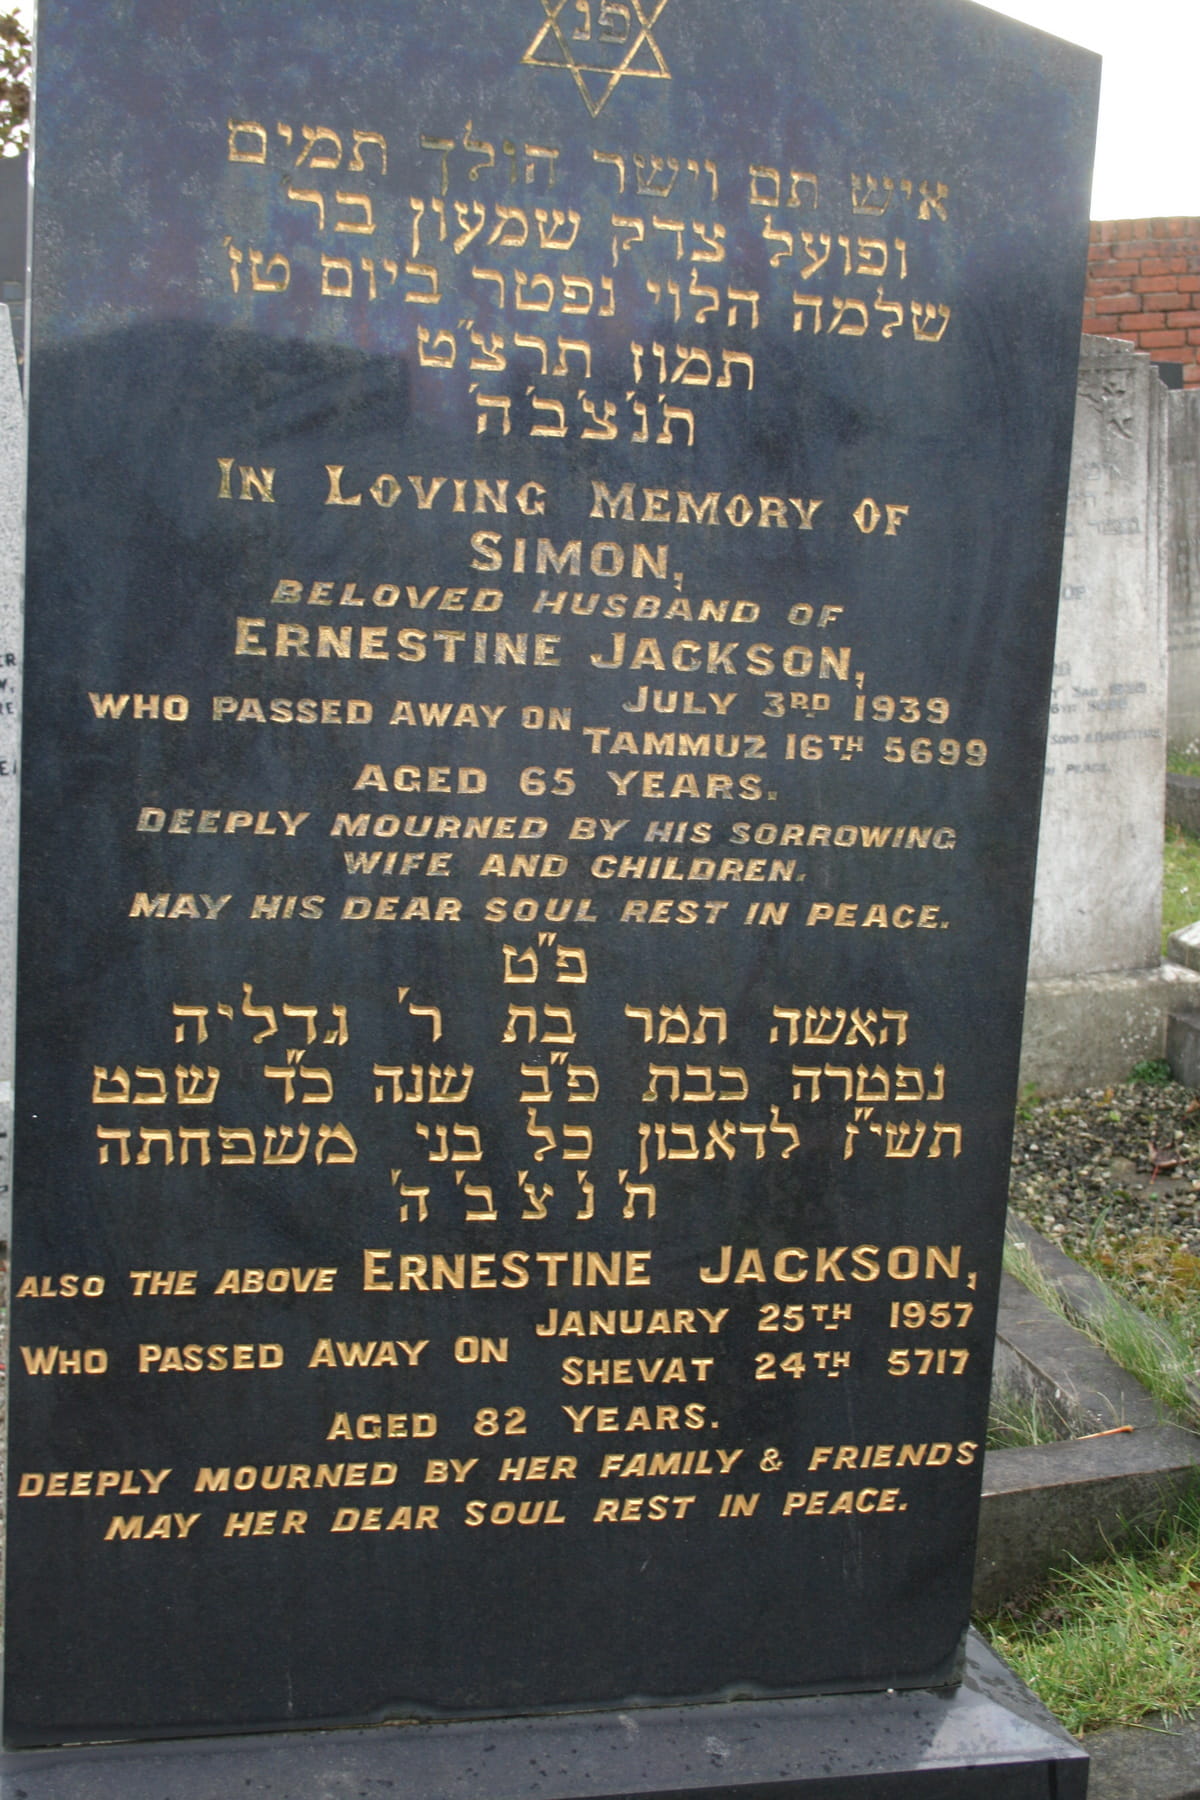 פנ
איש תם וישר הולך תמים
ופועל צדק שמעון בר
שלמה הלוי נפטר ביום טז'
תמוז תרצ"ט
ת'נ'צ'ב'ה'
IN LOVING MEMORY OF
SIMON,
BELOVED HUSBAND OF
ERNESTINE JACKSON,
WHO PASSED AWAY ON JULY 3RD 1939
TAMMUZ 16TH 5699
AGED 65 YEARS.
DEEPLY MOURNED BY HIS SORROWING
WIFE AND CHILDREN.
MAY HIS DEAR SOUL REST IN PEACE.
פ"ט
האשה תמר בת ר' גדליה
נפטרה כבת פ"ב שנה כ"ד שבט
תשי"ז לדאבון כל בני משפחתה
ת' נ' צ' ב' ה'
ALSO THE ABOVE ERNESTINE JACKSON,
WHO PASSED AWAY ON JANUARY 25TH 1957
SHEVAT 24TH 5717
AGED 82 YEARS.
DEEPLY MOURNED BY HER FAMILY & FRIENDS
MAY HER DEAR SOUL REST IN PEACE.